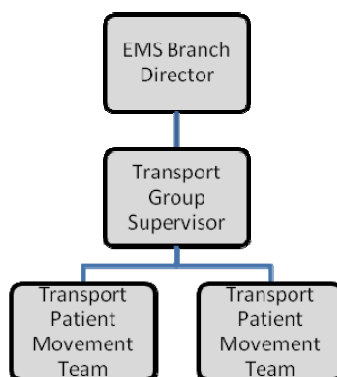 EMS Branch
Director
Transport
Group
Supervisor
Transport
Patient
Movement
Team
Transport
Patient
Movement
Team